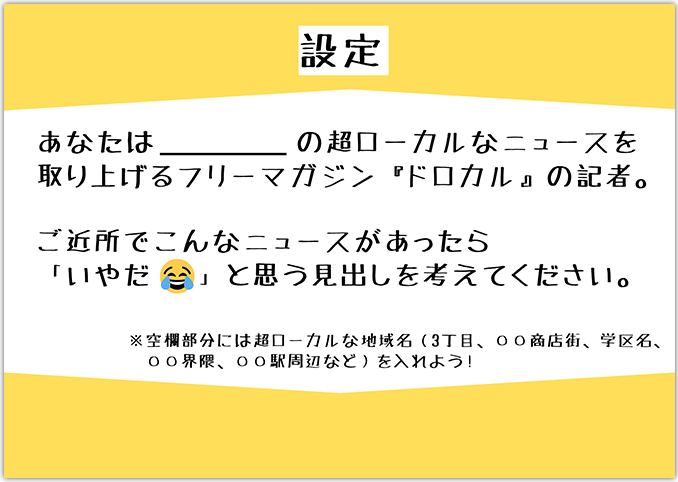 設定
あなたは＿＿＿＿＿＿の超ローカルなニュースを
取り上げるフリーマガジン『ドロカル』の記者。
ご近所でこんなニュースがあったら
「いやだ😂」と思う見出しを考えてください。
※空欄部分には超ローカルな地域名（3丁目、〇〇商店街、学区名、
〇〇界隈、〇〇駅周辺など）を入れよう！